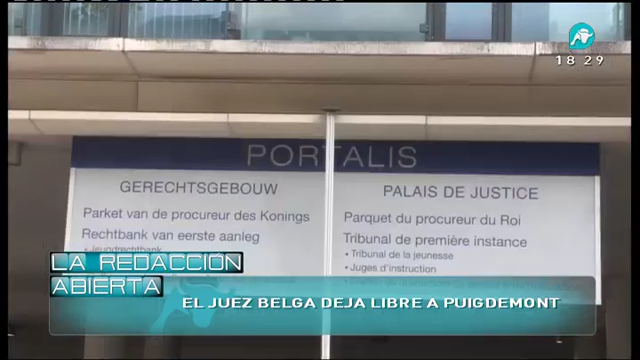 18 29
PORTALIS
GERECHTSGEBOUW
Parket van de procureur des Konings
Rechtbank van eerste aanleg
• Jeugdrechtbank
PALAIS DE JUSTICE
Parquet du procureur du Roi
Tribunal de première instance
• Tribunal de la jeunesse
• Juges d'instruction
LA REDACCIÓN
ABIERTA
EL JUEZ BELGA DEJA LIBRE A PUIGDEMONT